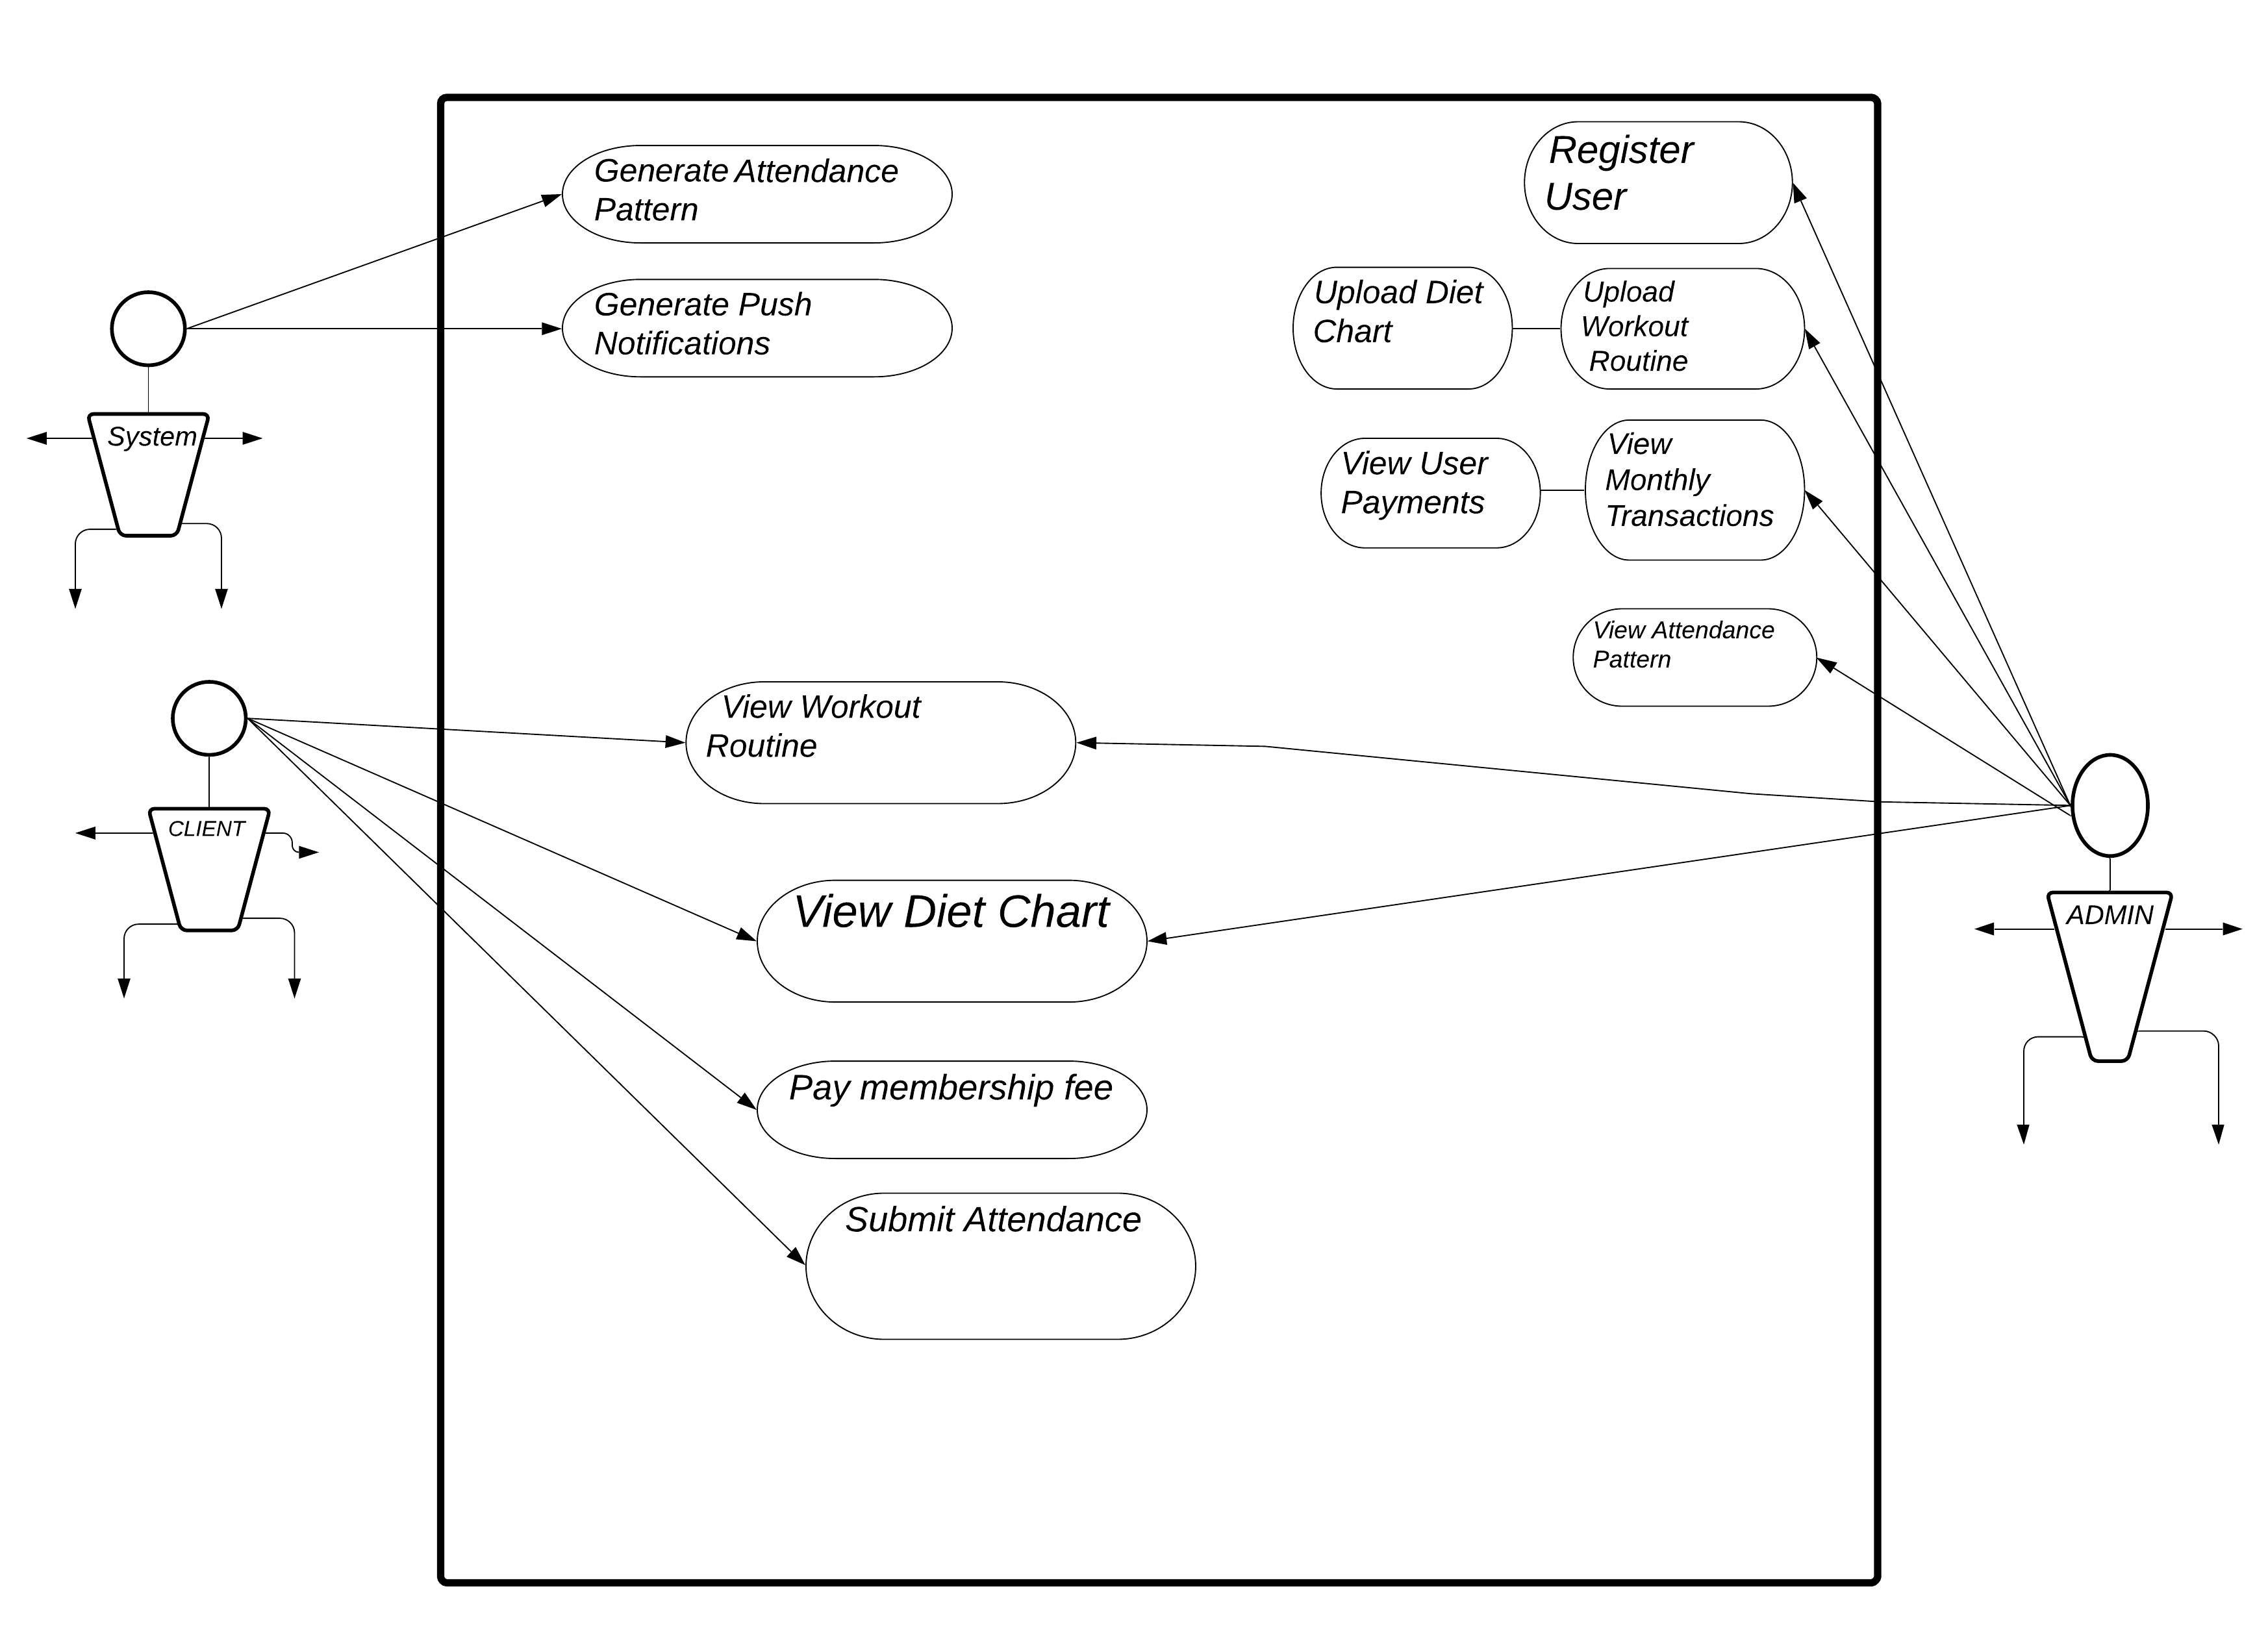 Generate Attendance
Pattern
Generate Push
Notifications
Register
User
Upload Diet
Chart
Upload
Workout
Routine
View User
Payments
View
Monthly
Transactions
View Attendance
Pattern
System
View Workout
Routine
CLIENT
View Diet Chart
ADMIN
Pay membership fee
Submit Attendance